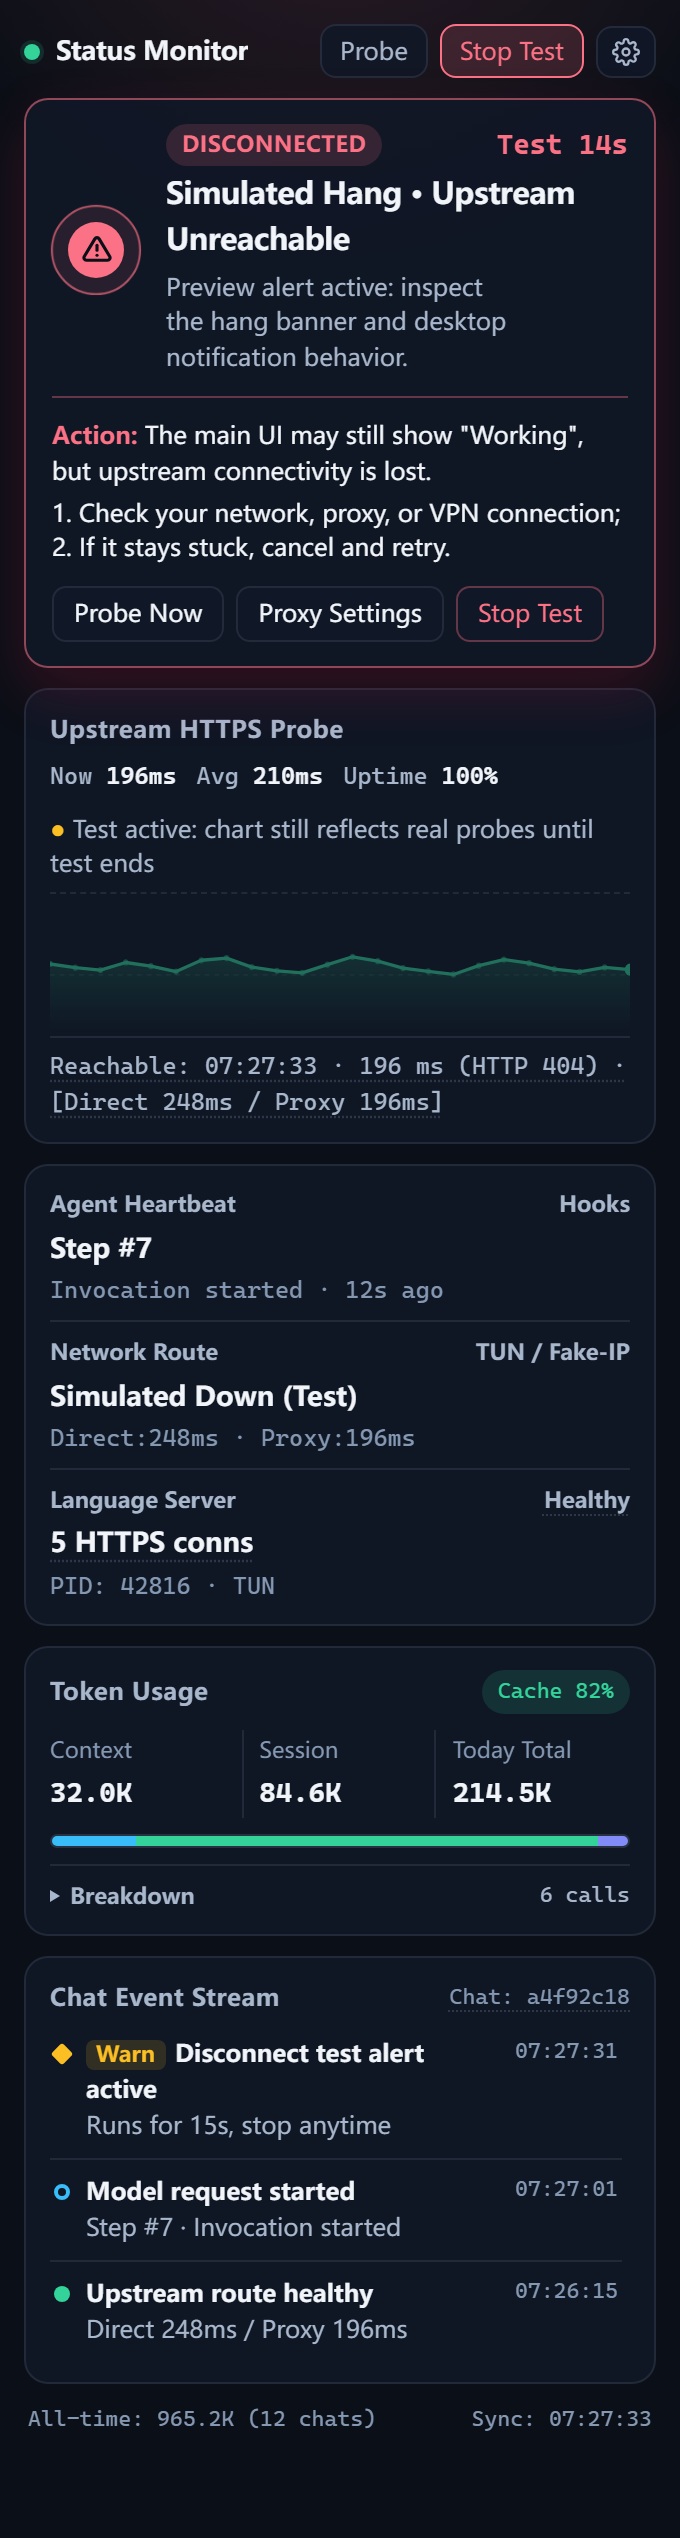 Status Monitor
Probe
Stop Test
DISCONNECTED
Test 14s
Simulated Hang • Upstream
Unreachable
Preview alert active: inspect
the hang banner and desktop
notification behavior.
Action: The main UI may still show "Working",
but upstream connectivity is lost.
1. Check your network, proxy, or VPN connection;
2. If it stays stuck, cancel and retry.
Probe Now
Proxy Settings
Stop Test
Upstream HTTPS Probe
Now 196ms Avg 210ms Uptime 100%
Test active: chart still reflects real probes until
test ends
Reachable: 07:27:33 · 196 ms (HTTP 404) ·
[Direct 248ms / Proxy 196ms]
Agent Heartbeat
Hooks
Step #7
Invocation started · 12s ago
Network Route
TUN / Fake-IP
Simulated Down (Test)
Direct:248ms · Proxy:196ms
Language Server
Healthy
5 HTTPS conns
PID: 42816 · TUN
Token Usage
Cache 82%
Context
32.0K
Session
84.6K
Today Total
214.5K
Breakdown
6 calls
Chat Event Stream
Chat: a4f92c18
Warn Disconnect test alert
active
07:27:31
Runs for 15s, stop anytime
Model request started
07:27:01
Step #7 · Invocation started
Upstream route healthy
07:26:15
Direct 248ms / Proxy 196ms
All-time: 965.2K (12 chats)
Sync: 07:27:33